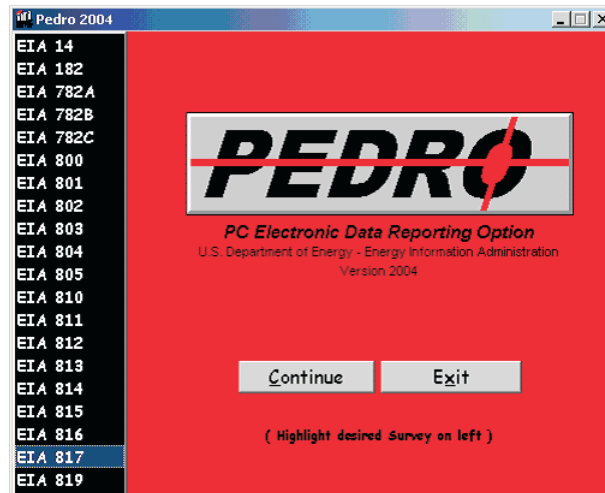 Pedro 2004
EIA 14
EIA 182
EIA 782A
EIA 782B
EIA 782C
EIA 800
EIA 801
EIA 802
EIA 803
EIA 804
EIA 805
EIA 810
EIA 811
EIA 812
EIA 813
EIA 814
EIA 815
EIA 816
EIA 817
EIA 819
PEDRO
PC Electronic Data Reporting Option
U.S. Department of Energy - Energy Information Administration
Version 2004
Continue Exit
( Highlight desired Survey on left )